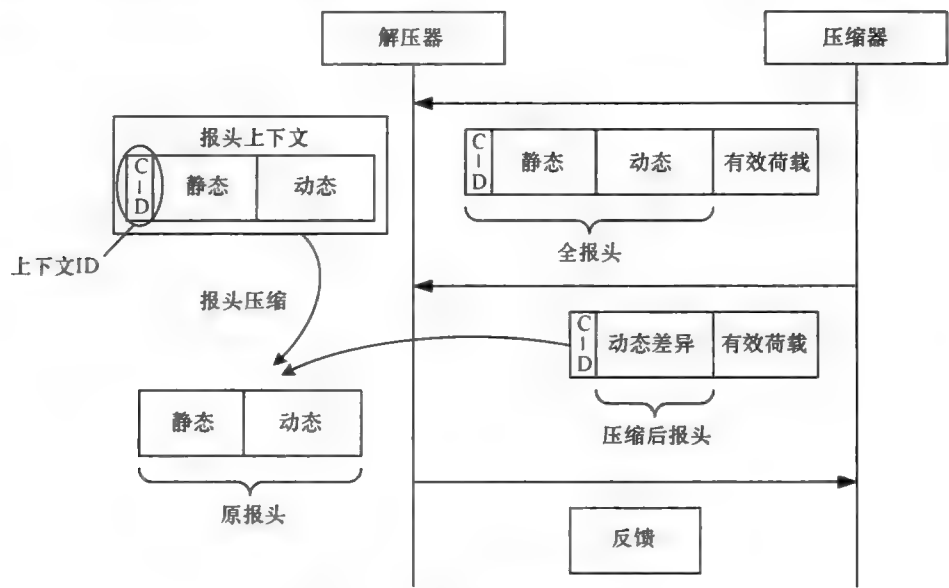 解压器
压缩器
报头上下文
CID
静态
动态
CID
静态
动态
有效荷载
上下文ID
全报头
报头压缩
CID
动态差异
有效荷载
静态
动态
压缩后报头
原报头
反馈